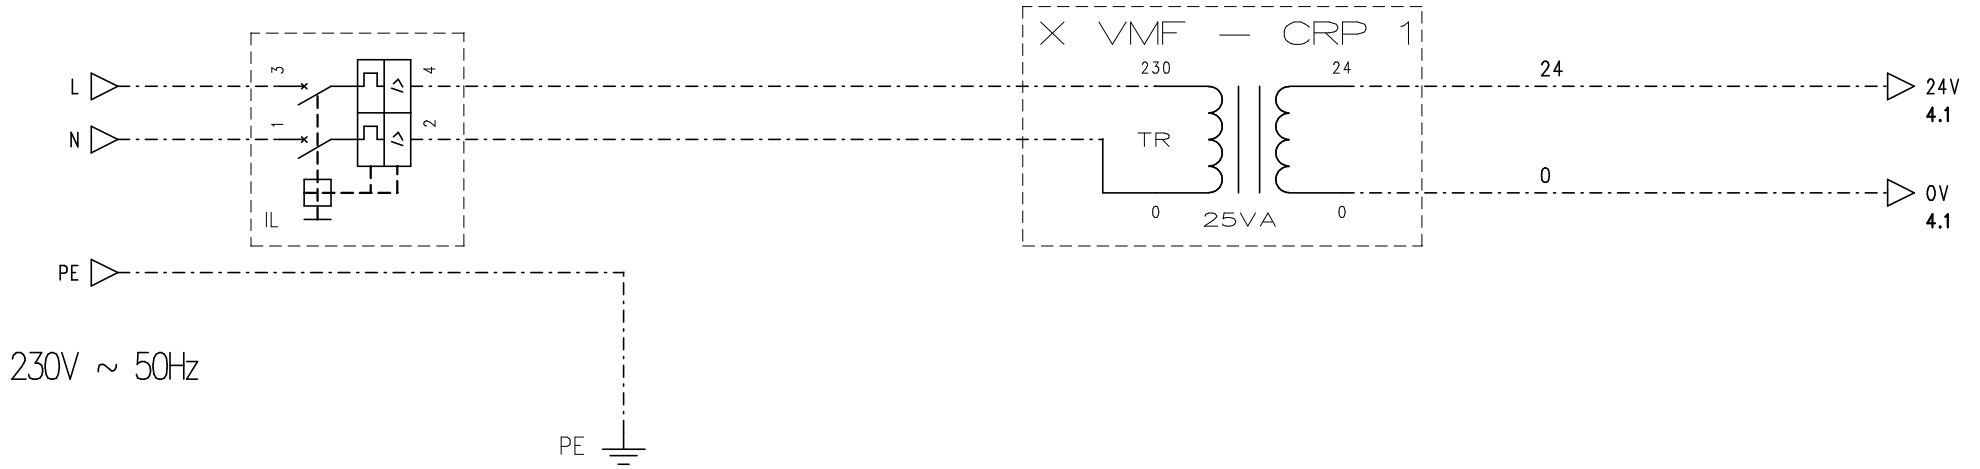 X VMF - CRP 1
230
24
24
L
3
4
24V
4.1
N
1
2
TR
0
0V
4.1
IL
0
25VA
0
PE
230V ~ 50Hz
PE